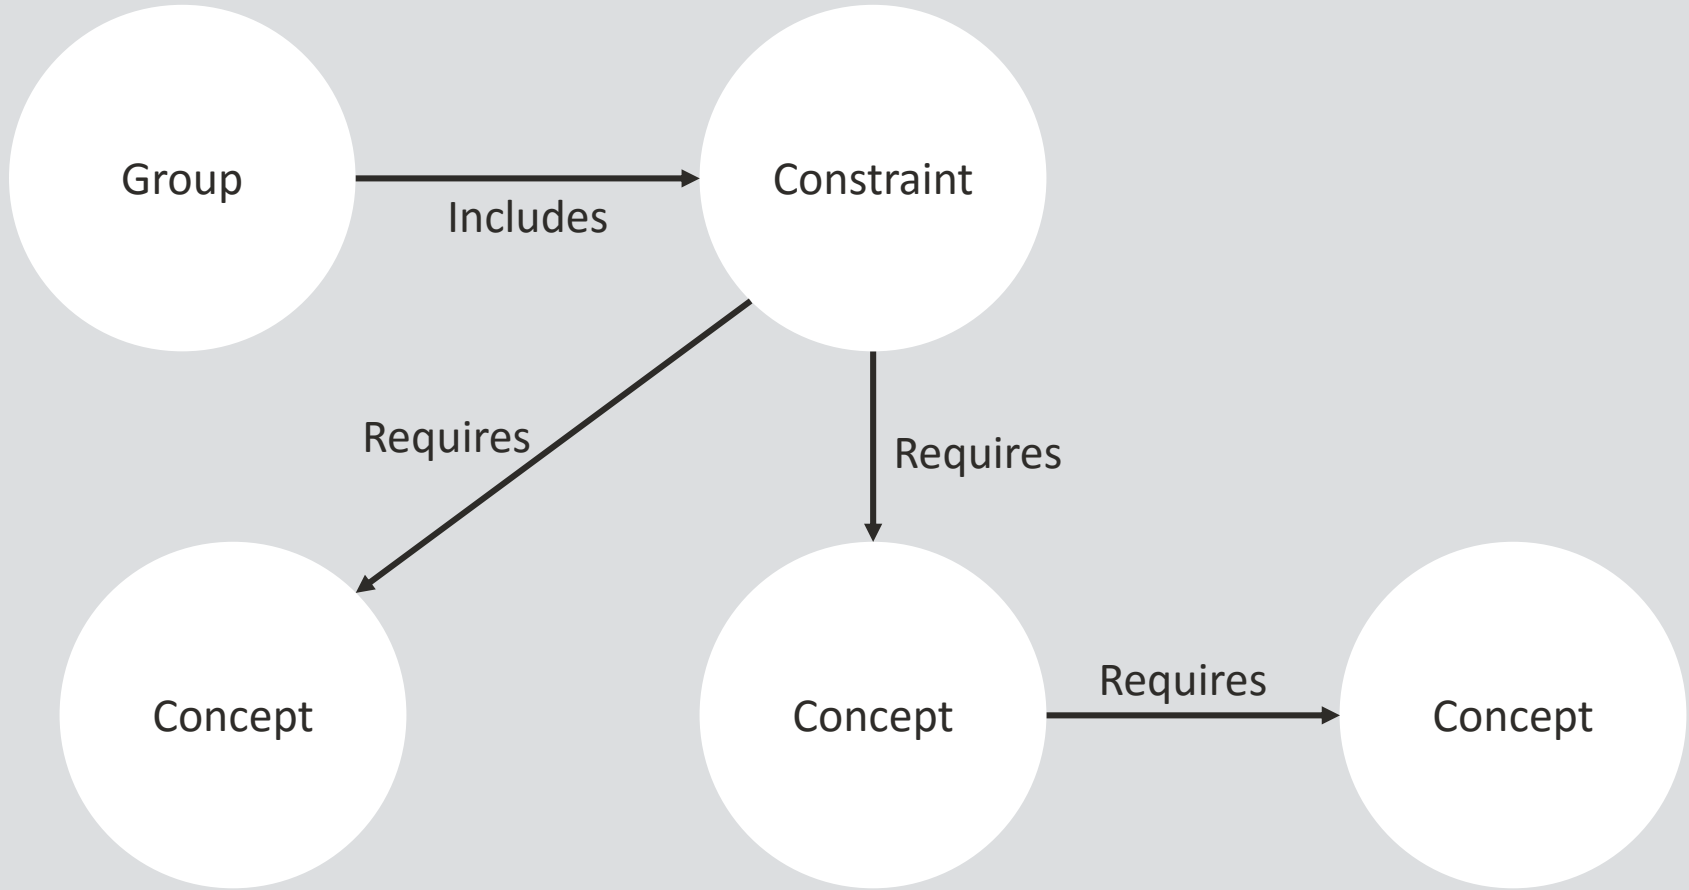 Group
Includes
Constraint
Requires
Requires
Concept
Concept
Requires
Concept